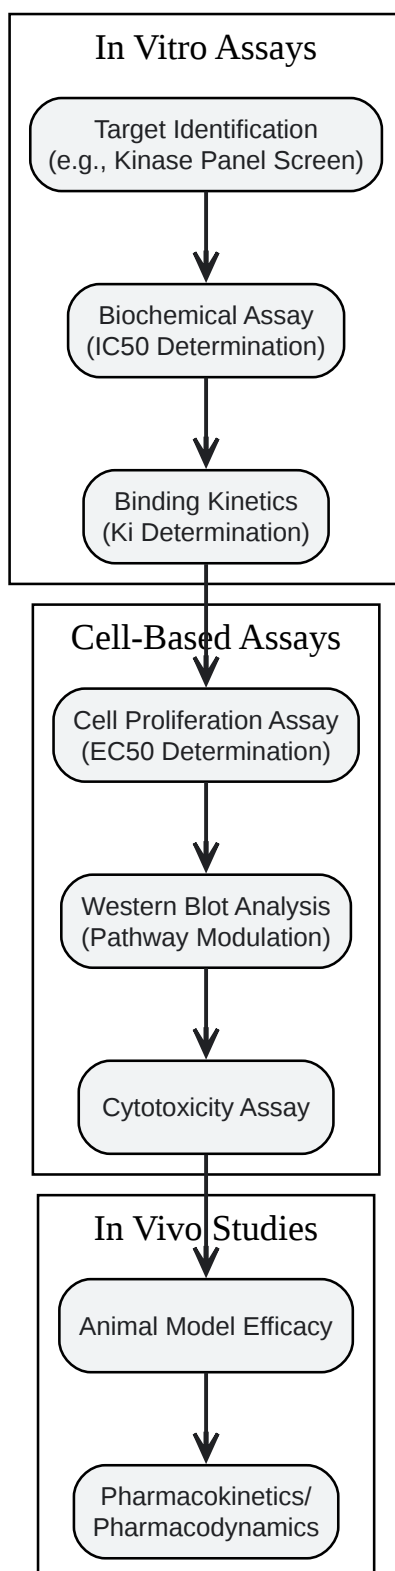 In Vitro Assays
Target Identification
(e.g., Kinase Panel Screen)
Biochemical Assay
(IC50 Determination)
Binding Kinetics
(Ki Determination)
Cell-Based Assays
Cell Proliferation Assay
(EC50 Determination)
Western Blot Analysis
(Pathway Modulation)
Cytotoxicity Assay
In Vivo Studies
Animal Model Efficacy
Pharmacokinetics/
Pharmacodynamics